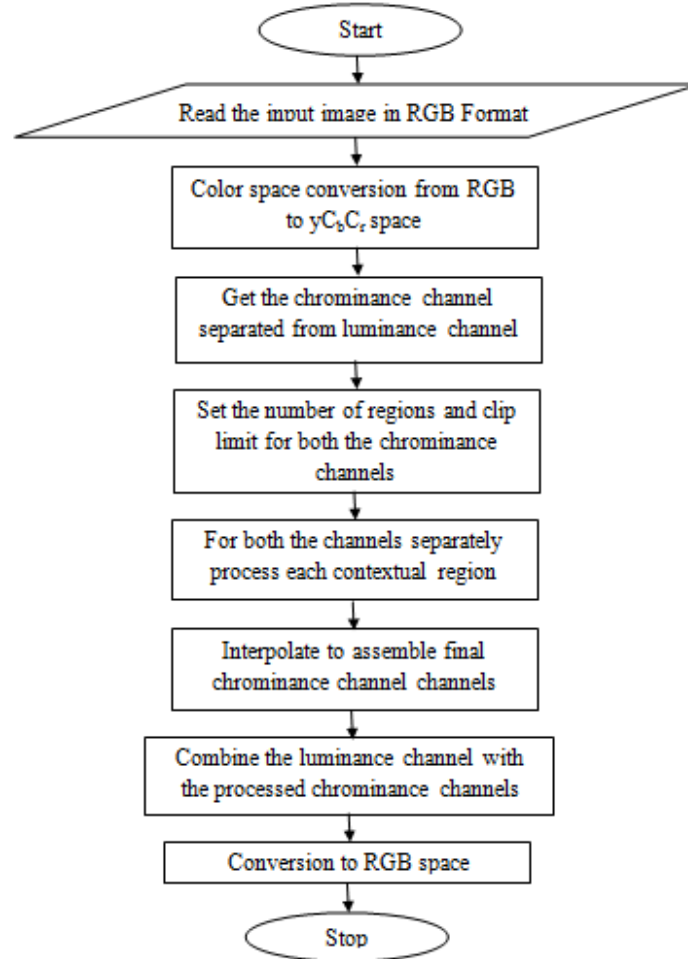 Start
Read the input image in RGB Format
Color space conversion from RGB
to yCbCr space
Get the chrominance channel
separated from luminance channel
Set the number of regions and clip
limit for both the chrominance
channels
For both the channels separately
process each contextual region
Interpolate to assemble final
chrominance channel channels
Combine the luminance channel with
the processed chrominance channels
Conversion to RGB space
Stop